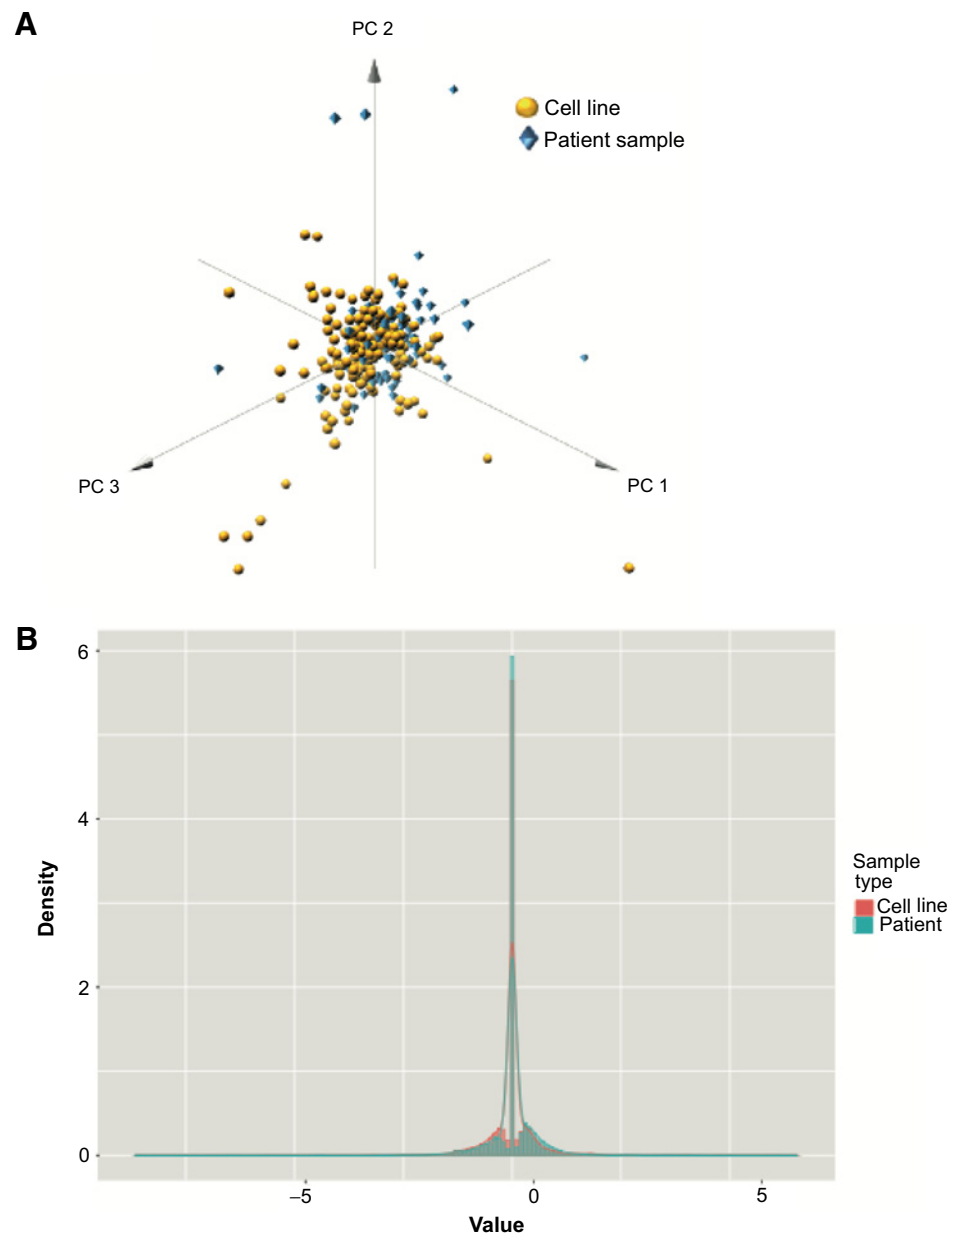 A
PC 2
Cell line
Patient sample
PC 3
PC 1
B
6
4
2
0
Density
−5
0
5
Value
Sample
type
Cell line
Patient